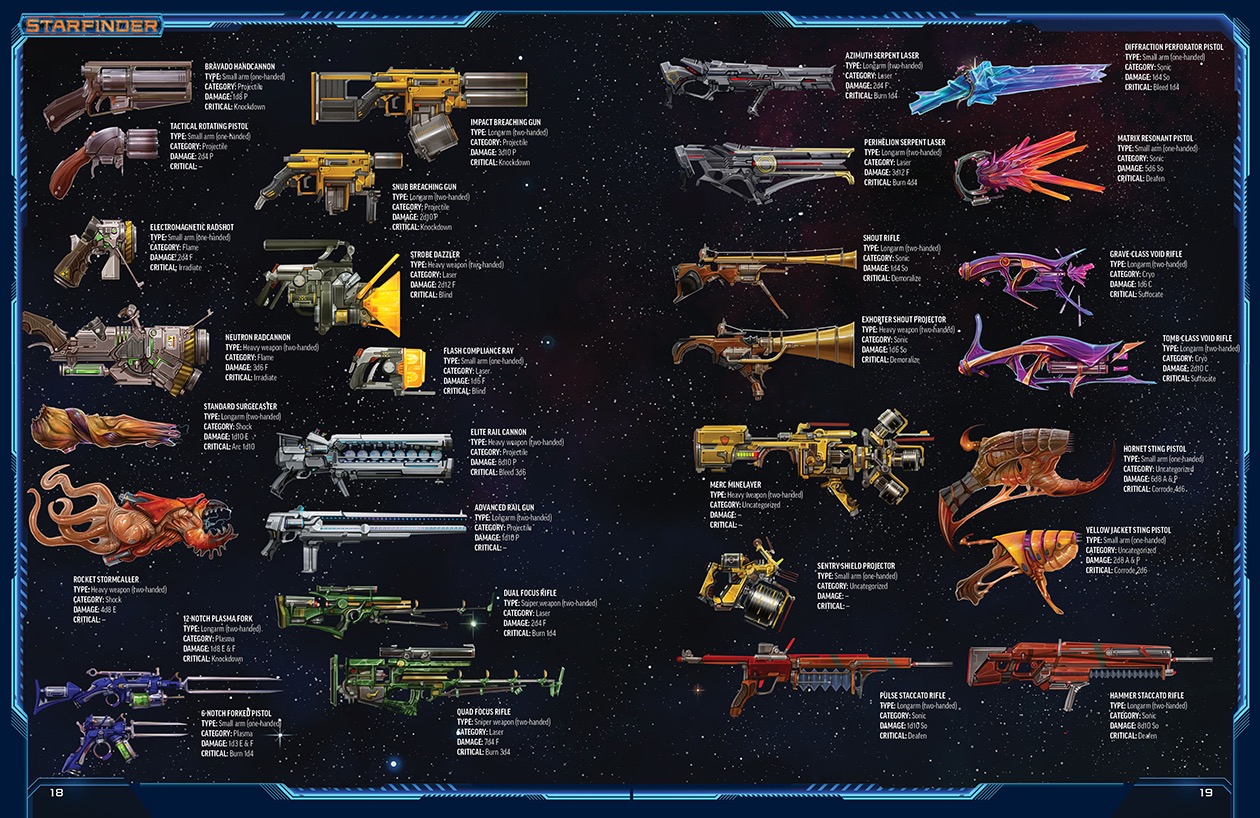 STARFINDER
BRAVADO HANDCANNON
TYPE: Small arm (one-handed)
CATEGORY: Projectile
DAMAGE: 1d8 P
CRITICAL: Knockdown
TACTICAL ROTATING PISTOL
TYPE: Small arm (one-handed)
CATEGORY: Projectile
DAMAGE: 2d4 P
CRITICAL: –
IMPACT BREACHING GUN
TYPE: Longarm (two-handed)
CATEGORY: Projectile
DAMAGE: 3d10 P
CRITICAL: Knockdown
SNUB BREACHING GUN
TYPE: Longarm (two-handed)
CATEGORY: Projectile
DAMAGE: 2d10 P
CRITICAL: Knockdown
ELECTROMAGNETIC RADSHOT
TYPE: Small arm (one-handed)
CATEGORY: Flame
DAMAGE: 2d4 F
CRITICAL: Irradiate
STROBE DAZZLER
TYPE: Heavy weapon (two-handed)
CATEGORY: Laser
DAMAGE: 2d12 F
CRITICAL: Blind
NEUTRON RADCANNON
TYPE: Heavy weapon (two-handed)
CATEGORY: Flame
DAMAGE: 3d6 F
CRITICAL: Irradiate
FLASH COMPLIANCE RAY
TYPE: Small arm (one-handed)
CATEGORY: Laser
DAMAGE: 1d6 F
CRITICAL: Blind
STANDARD SURGECASTER
TYPE: Longarm (two-handed)
CATEGORY: Shock
DAMAGE: 1d10 E
CRITICAL: Arc 1d10
ELITE RAIL CANNON
TYPE: Heavy weapon (two-handed)
CATEGORY: Projectile
DAMAGE: 8d10 P
CRITICAL: Bleed 3d6
ADVANCED RAIL GUN
TYPE: Longarm (two-handed)
CATEGORY: Projectile
DAMAGE: 1d10 P
CRITICAL: –
ROCKET STORMCALLER
TYPE: Heavy weapon (two-handed)
CATEGORY: Shock
DAMAGE: 4d8 E
CRITICAL: –
DUAL FOCUS RIFLE
TYPE: Sniper weapon (two-handed)
CATEGORY: Laser
DAMAGE: 2d4 F
CRITICAL: Burn 1d4
12-NOTCH PLASMA FORK
TYPE: Longarm (two-handed)
CATEGORY: Plasma
DAMAGE: 1d8 E & F
CRITICAL: Knockdown
6-NOTCH FORKED PISTOL
TYPE: Small arm (one-handed)
CATEGORY: Plasma
DAMAGE: 1d3 E & F
CRITICAL: Burn 1d4
QUAD FOCUS RIFLE
TYPE: Sniper weapon (two-handed)
CATEGORY: Laser
DAMAGE: 7d4 F
CRITICAL: Burn 3d4
18
AZIMUTH SERPENT LASER
TYPE: Longarm (two-handed)
CATEGORY: Laser
DAMAGE: 2d4 F
CRITICAL: Burn 1d4
DIFFRACTION PERFORATOR PISTOL
TYPE: Small arm (one-handed)
CATEGORY: Sonic
DAMAGE: 1d4 So
CRITICAL: Bleed 1d4
PERIHELION SERPENT LASER
TYPE: Longarm (two-handed)
CATEGORY: Laser
DAMAGE: 3d12 F
CRITICAL: Burn 4d4
MATRIX RESONANT PISTOL
TYPE: Small arm (one-handed)
CATEGORY: Sonic
DAMAGE: 5d6 So
CRITICAL: Deafen
SHOUT RIFLE
TYPE: Longarm (two-handed)
CATEGORY: Sonic
DAMAGE: 1d4 So
CRITICAL: Demoralize
GRAVE-CLASS VOID RIFLE
TYPE: Longarm (two-handed)
CATEGORY: Cryo
DAMAGE: 1d6 C
CRITICAL: Suffocate
EXHORTER SHOUT PROJECTOR
TYPE: Heavy weapon (two-handed)
CATEGORY: Sonic
DAMAGE: 1d6 So
CRITICAL: Demoralize
TOMB-CLASS VOID RIFLE
TYPE: Longarm (two-handed)
CATEGORY: Cryo
DAMAGE: 2d10 C
CRITICAL: Suffocate
MERC MINELAYER
TYPE: Heavy weapon (two-handed)
CATEGORY: Uncategorized
DAMAGE: –
CRITICAL: –
HORNET STING PISTOL
TYPE: Small arm (one-handed)
CATEGORY: Uncategorized
DAMAGE: 6d8 A & P
CRITICAL: Corrode 4d6
SENTRY SHIELD PROJECTOR
TYPE: Small arm (one-handed)
CATEGORY: Uncategorized
DAMAGE: –
CRITICAL: –
YELLOW JACKET STING PISTOL
TYPE: Small arm (one-handed)
CATEGORY: Uncategorized
DAMAGE: 2d8 A & P
CRITICAL: Corrode 2d6
PULSE STACCATO RIFLE
TYPE: Longarm (two-handed)
CATEGORY: Sonic
DAMAGE: 1d10 So
CRITICAL: Deafen
HAMMER STACCATO RIFLE
TYPE: Longarm (two-handed)
CATEGORY: Sonic
DAMAGE: 8d10 So
CRITICAL: Deafen
19